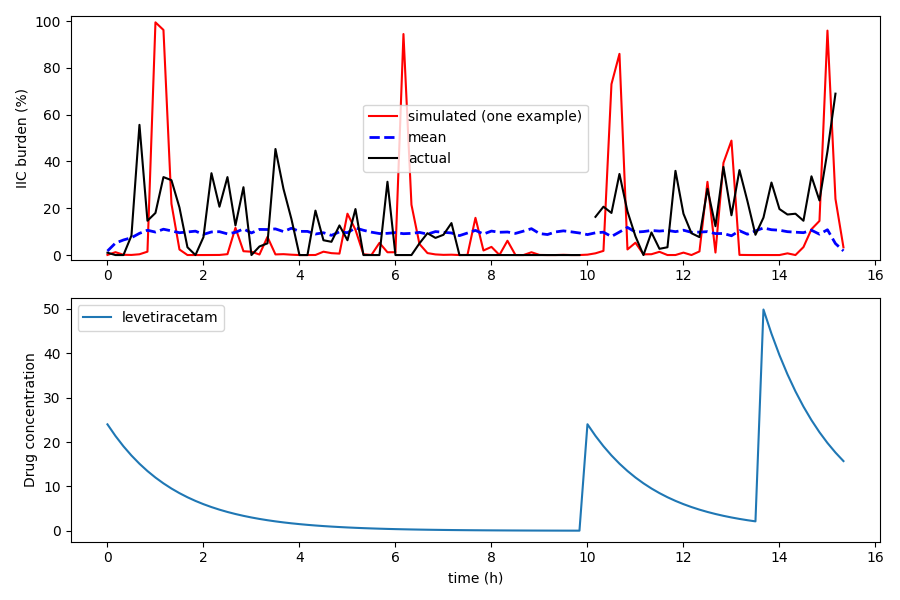 100
80
60
40
20
0
IIC burden (%)
simulated (one example)
mean
actual
0 2 4 6 8 10 12 14 16
50
40
30
20
10
0
Drug concentration
levetiracetam
0 2 4 6 8 10 12 14 16
time (h)